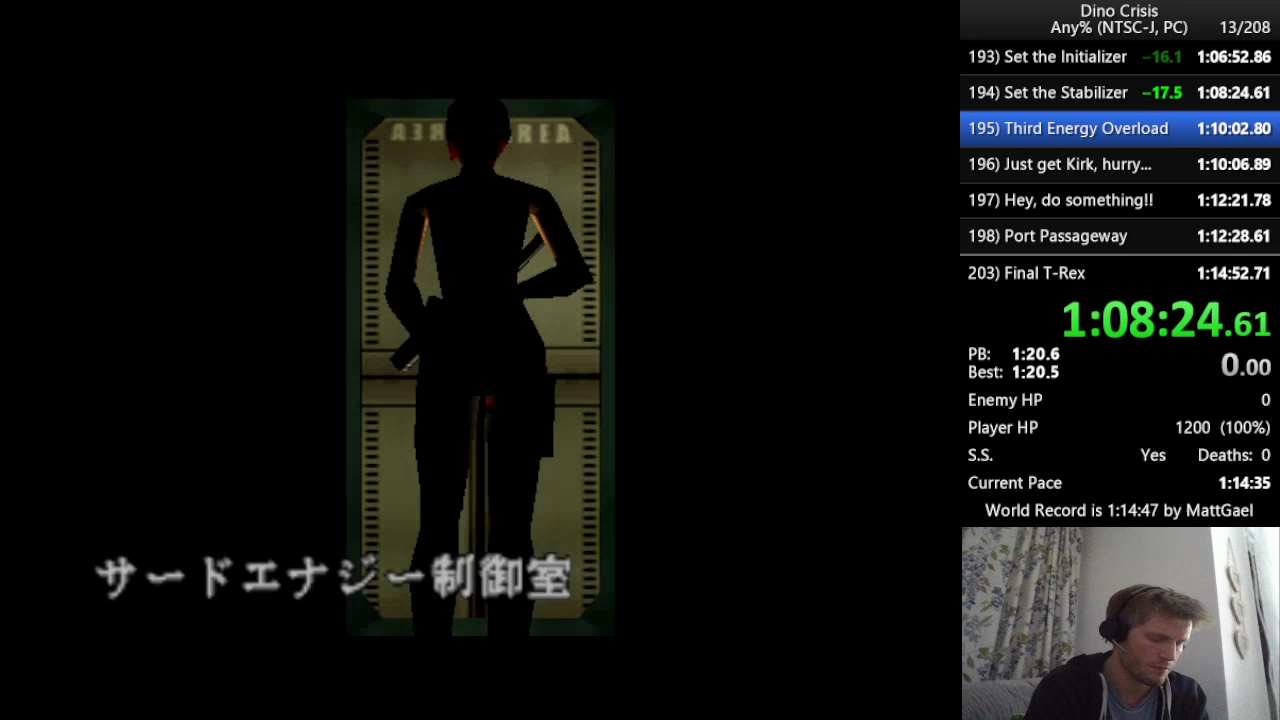 AER REA
サードエナジー制御室
Dino Crisis
Any% (NTSC-J, PC) 13/208
193) Set the Initializer −16.1 1:06:52.86
194) Set the Stabilizer −17.5 1:08:24.61
195) Third Energy Overload 1:10:02.80
196) Just get Kirk, hurry... 1:10:06.89
197) Hey, do something!! 1:12:21.78
198) Port Passageway 1:12:28.61
203) Final T-Rex 1:14:52.71
1:08:24.61
PB: 1:20.6
Best: 1:20.5
0.00
Enemy HP 0
Player HP 1200 (100%)
S.S. Yes Deaths: 0
Current Pace 1:14:35
World Record is 1:14:47 by MattGael